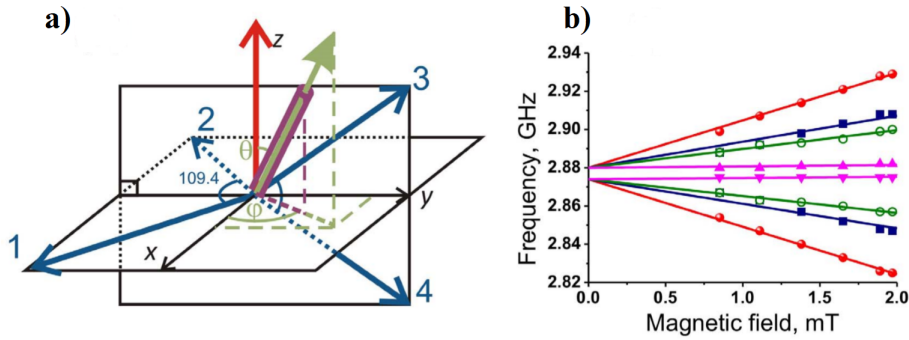 a)
z
3
2
θ
109.4
y
φ
1
x
4
b)
Frequency, GHz
2.94
2.92
2.90
2.88
2.86
2.84
2.82
0.0
0.5
1.0
1.5
2.0
Magnetic field, mT